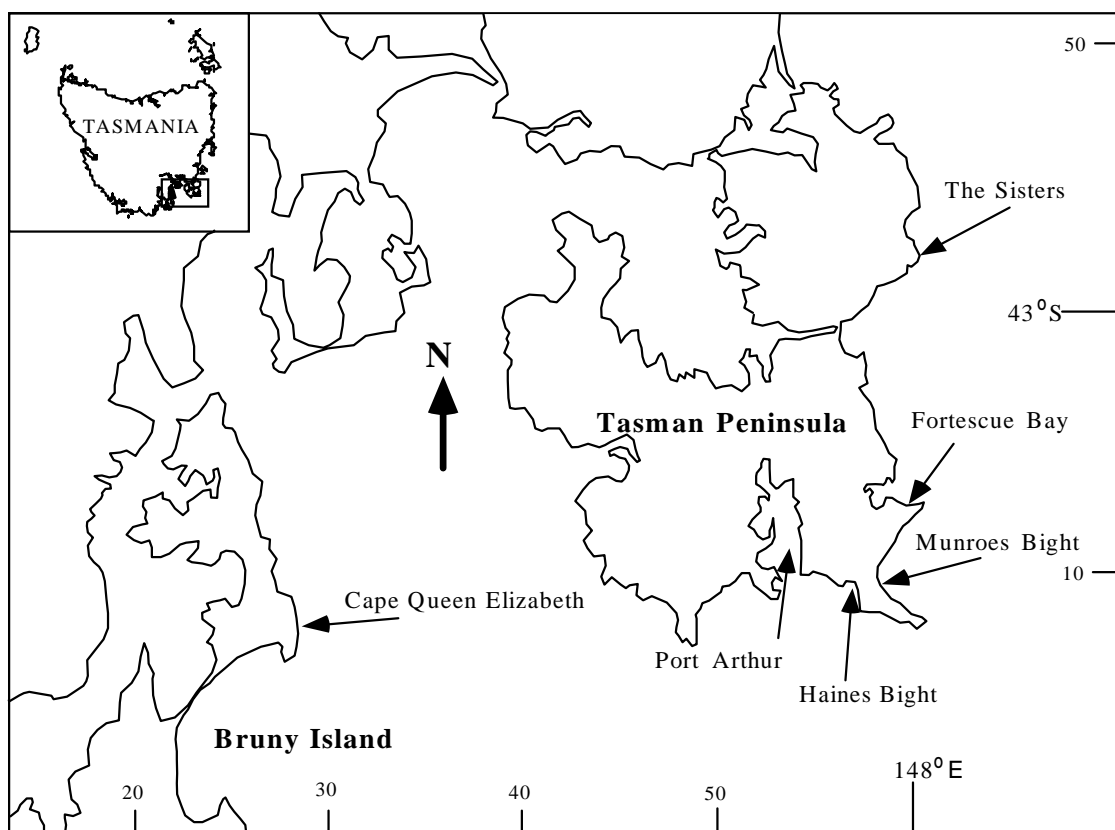 50
TASMANIA
The Sisters
43°S
N
Tasman Peninsula
Fortescue Bay
Munroes Bight
10
Cape Queen Elizabeth
Port Arthur
Haines Bight
Bruny Island
148°E
20
30
40
50